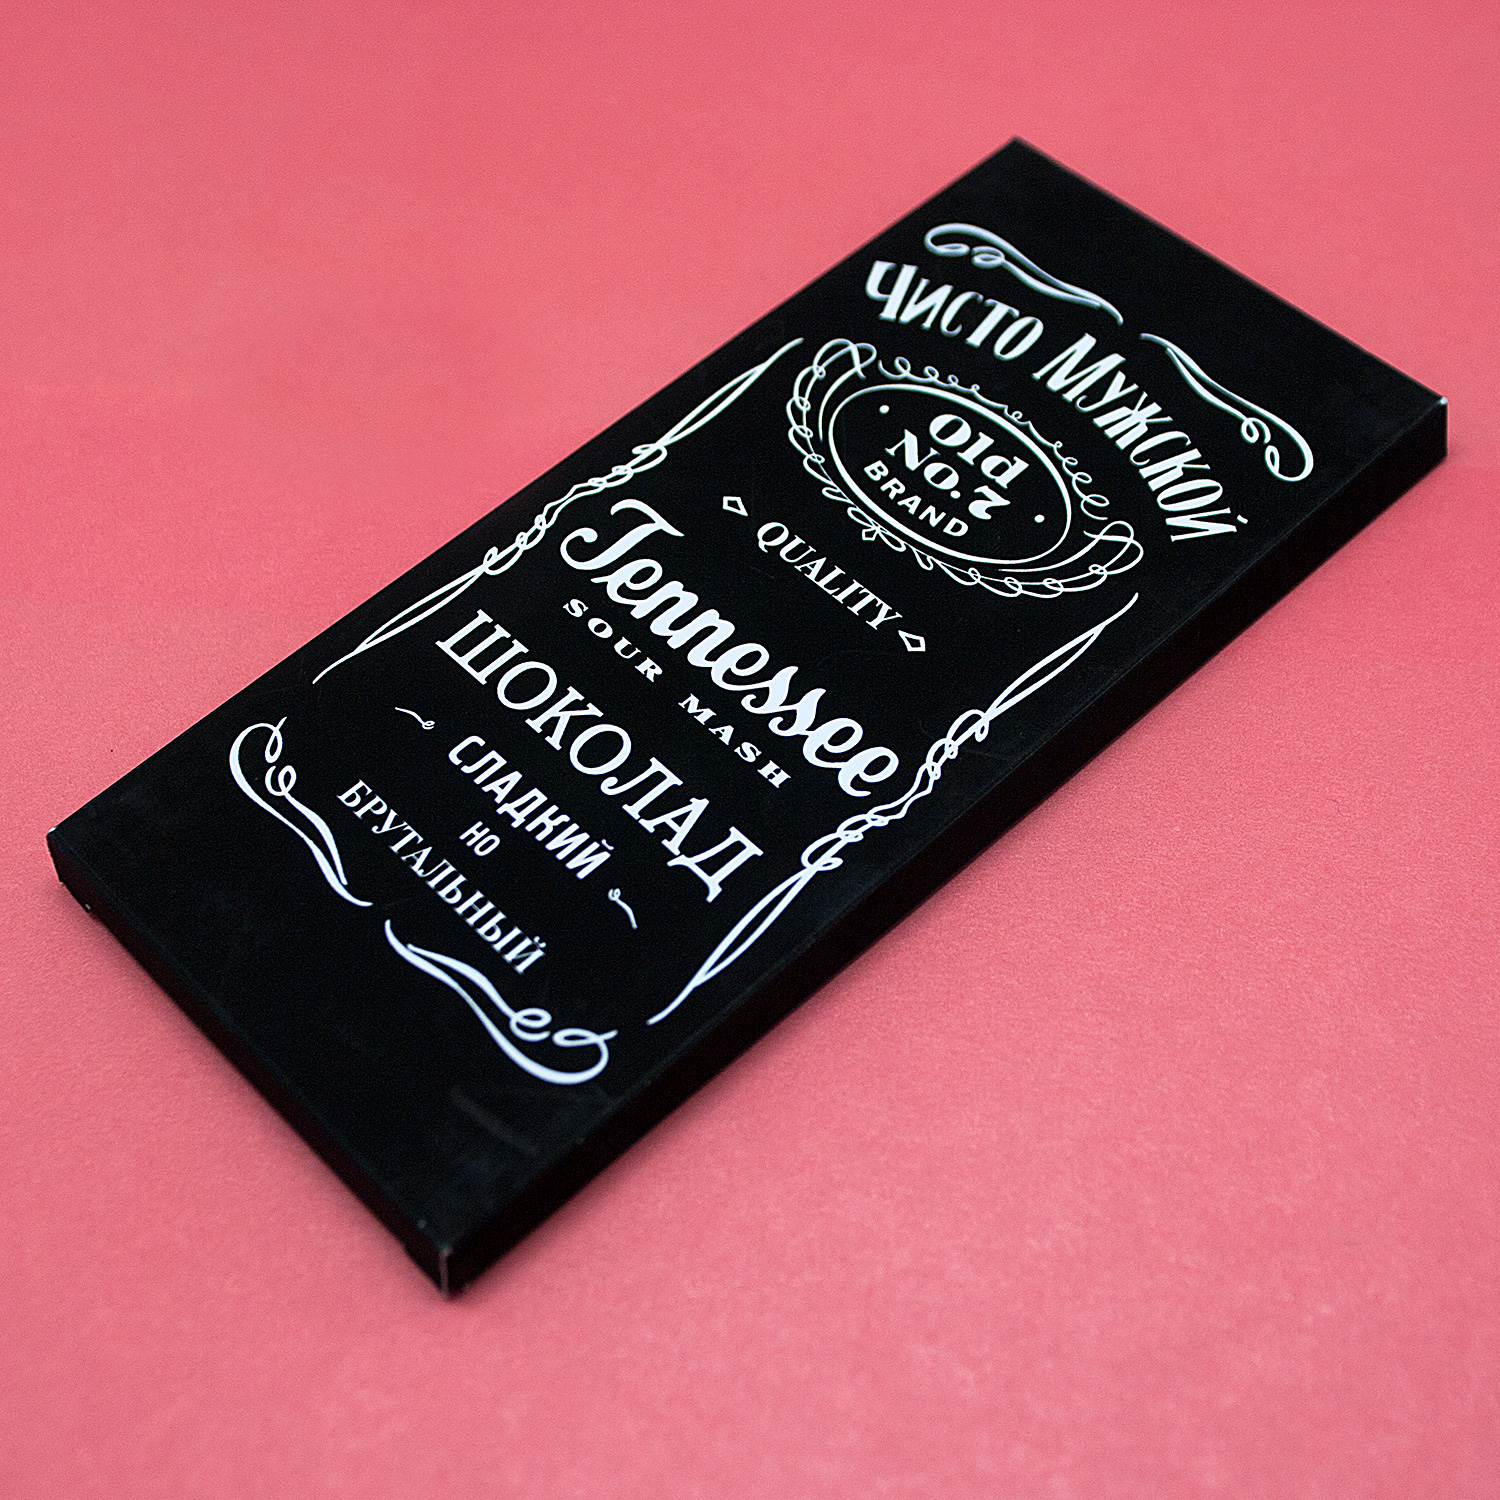 Чисто Мужской
Old
No.7
BRAND
QUALITY
Tennessee
SOUR MASH
ШОКОЛАД
СЛАДКИЙ
НО
БРУТАЛЬНЫЙ